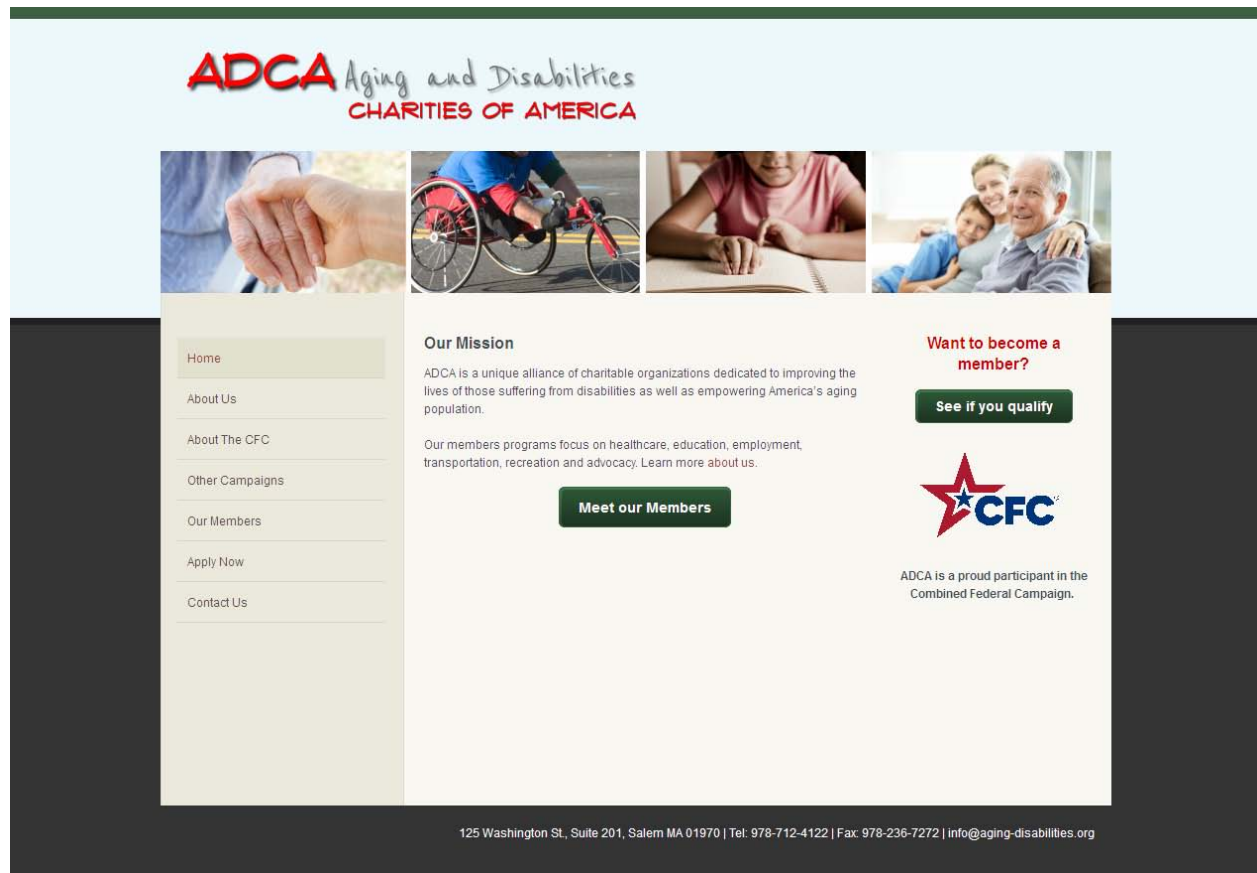 ADCA Aging and Disabilities
CHARITIES OF AMERICA
Home
About Us
About The CFC
Other Campaigns
Our Members
Apply Now
Contact Us
Our Mission
ADCA is a unique alliance of charitable organizations dedicated to improving the
lives of those suffering from disabilities as well as empowering America's aging
population.
Our members programs focus on healthcare, education, employment,
transportation, recreation and advocacy. Learn more about us.
Meet our Members
Want to become a
member?
See if you qualify
CFC
ADCA is a proud participant in the
Combined Federal Campaign.
125 Washington St., Suite 201, Salem MA 01970 | Tel: 978-712-4122 | Fax: 978-236-7272 | info@aging-disabilities.org